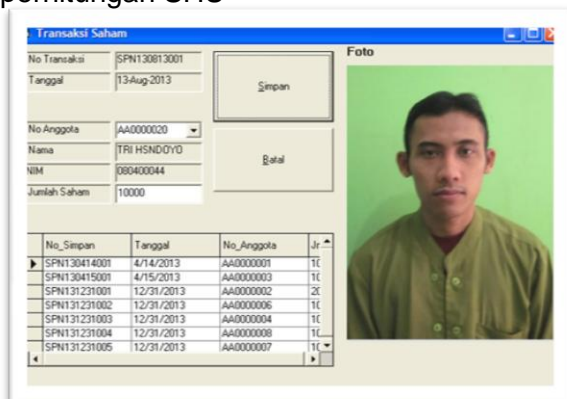 Transaksi Saham
Foto
No Transaksi SPN130813001
Tanggal 13-Aug-2013
Simpan
No Anggota AA0000020
Nama TRI HSNDOYO
Batal
NIM 080400044
Jumlah Saham 10000
No_Simpan Tanggal No_Anggota
SPN130414001 4/14/2013 AA0000001
SPN130415001 4/15/2013 AA0000003
SPN131231001 12/31/2013 AA0000002
SPN131231002 12/31/2013 AA0000006
SPN131231003 12/31/2013 AA0000004
SPN131231004 12/31/2013 AA0000008
SPN131231005 12/31/2013 AA0000007